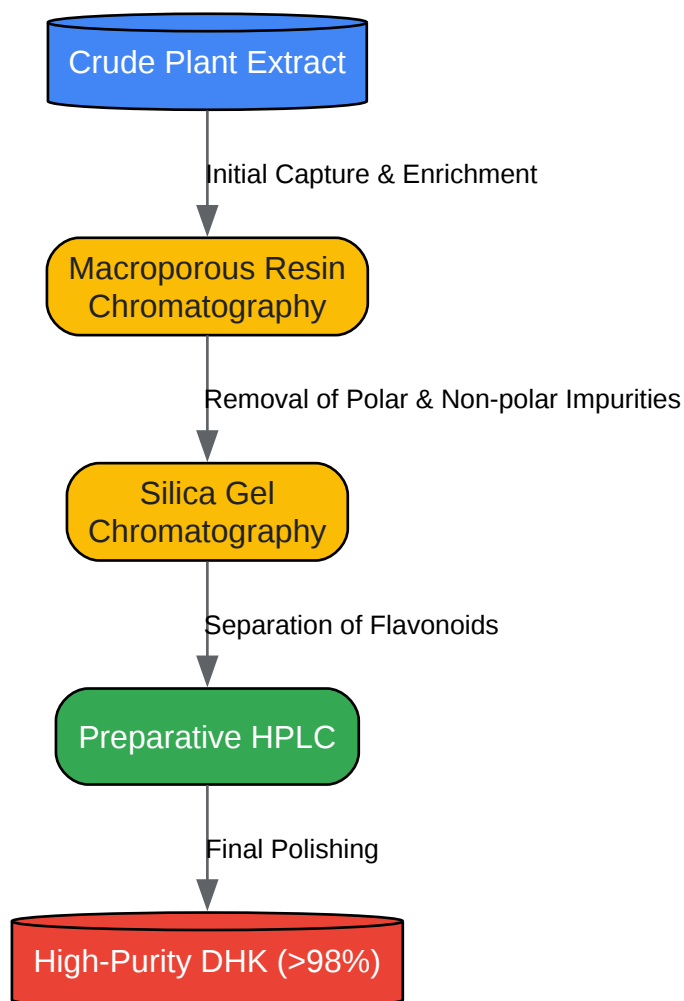 Crude Plant Extract
Initial Capture & Enrichment
Macroporous Resin
Chromatography
Removal of Polar & Non-polar Impurities
Silica Gel
Chromatography
Separation of Flavonoids
Preparative HPLC
Final Polishing
High-Purity DHK (>98%)